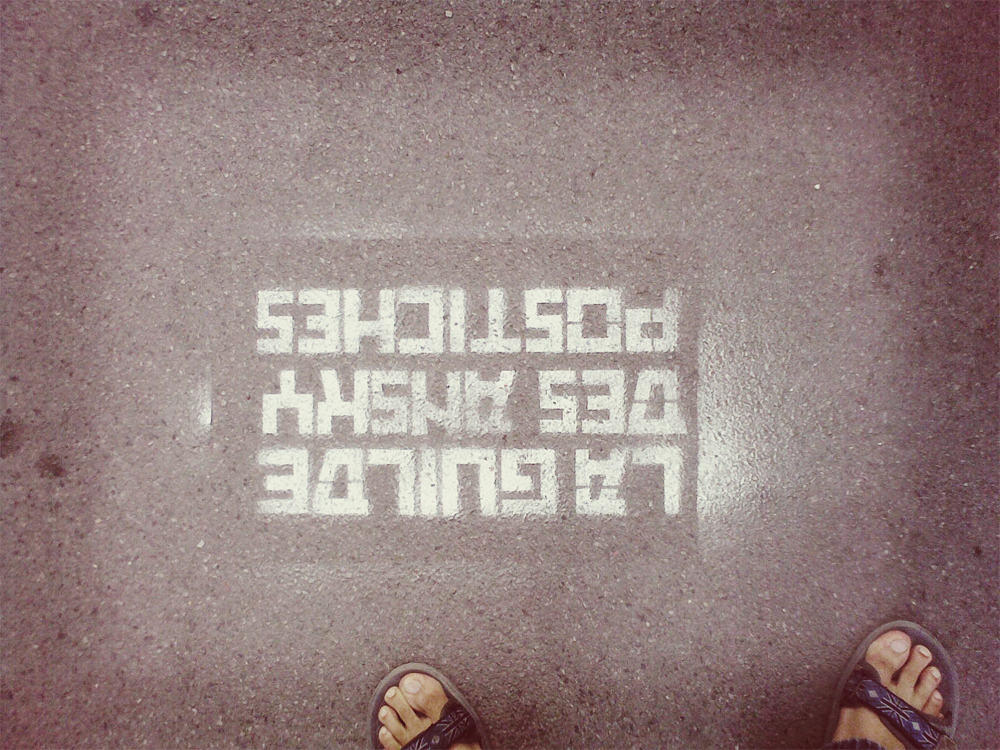 LA GUILDE
DES ANSKY
POSTICHES